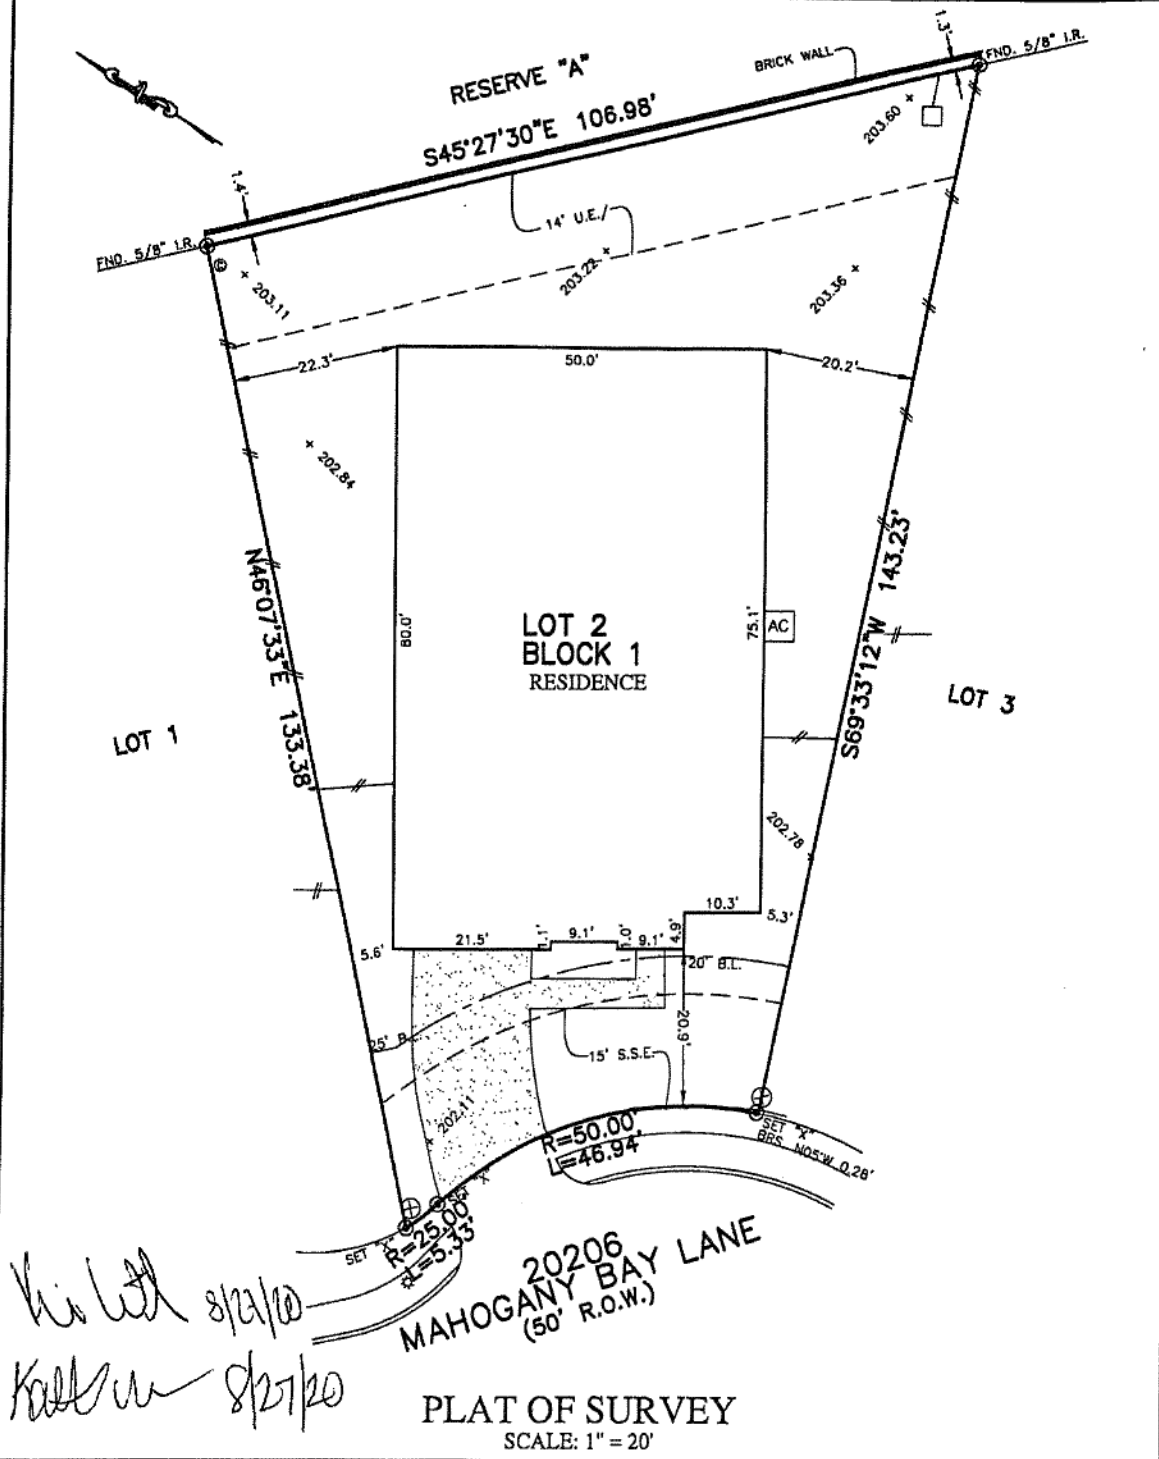 1.3'
FND. 5/8" I.R.
BRICK WALL
RESERVE "A"
S45°27'30"E 106.98'
203.60
1.4'
14' U.E./
FND. 5/8" I.R.
203.11
203.22
203.36
22.3'
50.0'
20.2'
202.84
N46°07'33"E 133.38'
S69°33'12"W 143.23'
80.0'
75.1'
AC
LOT 2
BLOCK 1
RESIDENCE
LOT 1
LOT 3
202.78
10.3'
5.3'
21.5'
1.1'
9.1'
1.0'
9.1'
4.9'
5.6'
20' B.L.
25' B.
20.9'
15' S.S.E.
202.11
R=50.00'
L=46.94'
SET "X"
BRS. N05°W 0.28'
SET "X"
SET "X"
R=25.00'
L=5.33'
20206
MAHOGANY BAY LANE
(50' R.O.W.)
8/27/20
8/27/20
PLAT OF SURVEY
SCALE: 1" = 20'